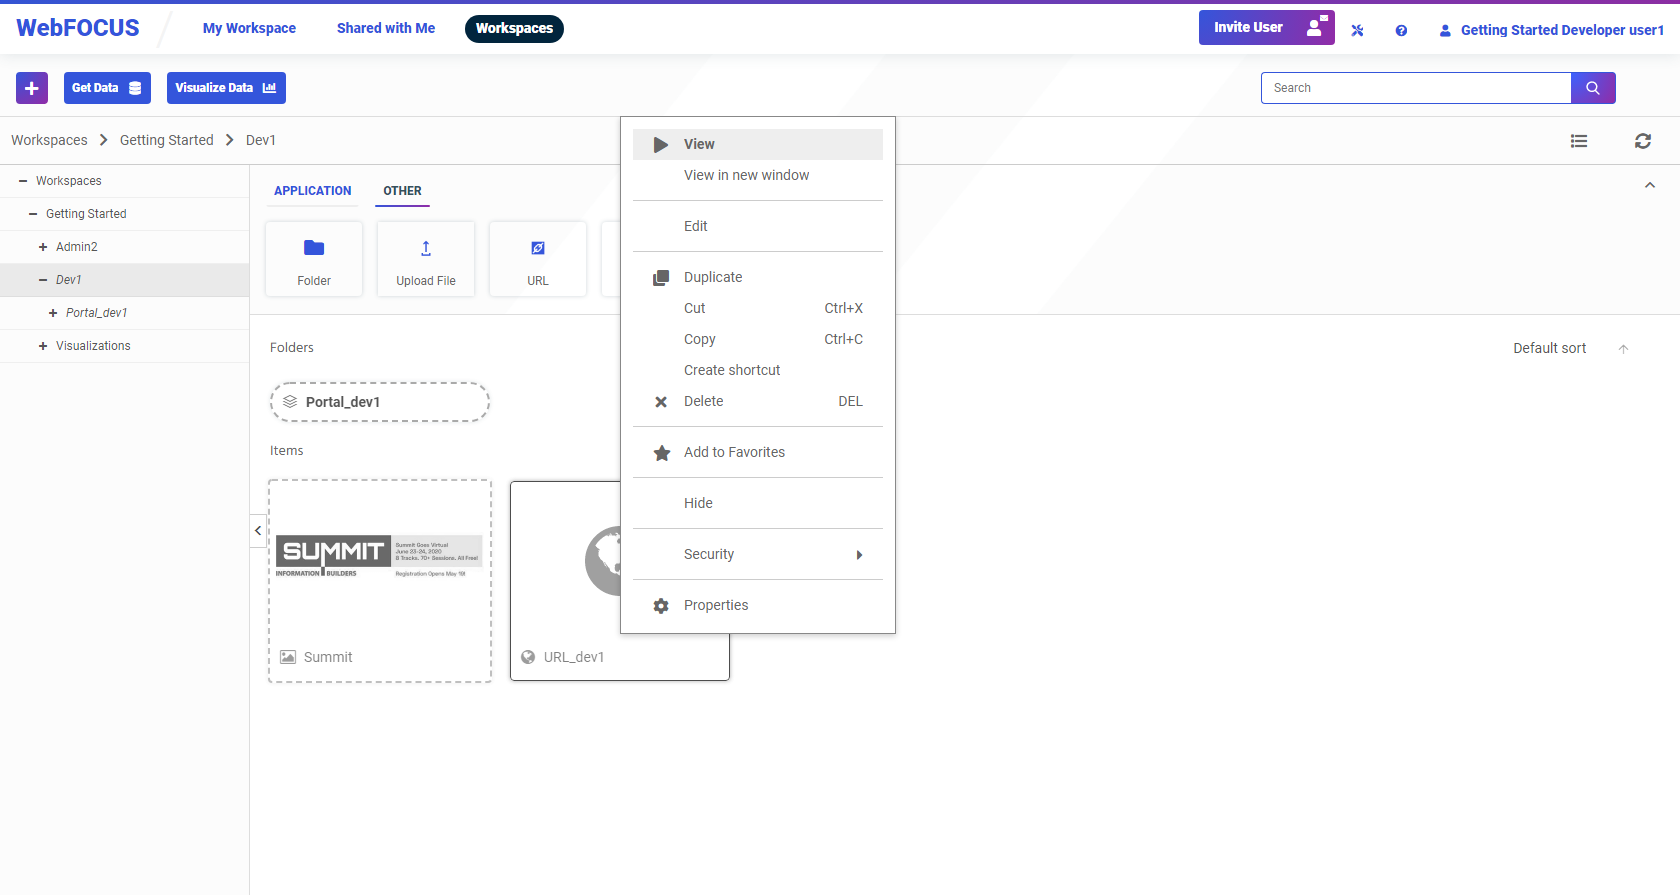 WebFOCUS
My Workspace
Shared with Me
Workspaces
Invite User
Getting Started Developer user1
Get Data
Visualize Data
Search
Workspaces
Getting Started
Dev1
Workspaces
Getting Started
Admin2
Dev1
Portal_dev1
Visualizations
APPLICATION
OTHER
Folder
Upload File
URL
View
View in new window
Edit
Duplicate
Cut Ctrl+X
Copy Ctrl+C
Create shortcut
Delete DEL
Add to Favorites
Hide
Security
Properties
Folders
Default sort
Portal_dev1
Items
SUMMIT
INFORMATION BUILDERS
Summit Goes Virtual
June 23-24, 2020
8 Tracks. 70+ Sessions. All Free!
Registration Opens May 19!
Summit
URL_dev1